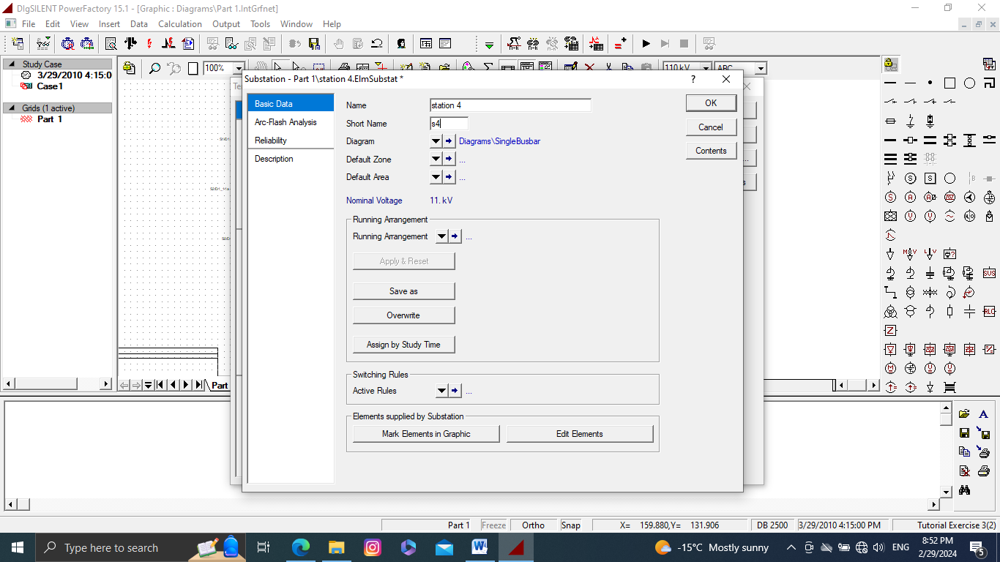 DIgSILENT PowerFactory 15.1 - [Graphic : Diagrams\Part 1.IntGrfnet]
File Edit View Insert Data Calculation Output Tools Window Help
100% 110 kV ABC
Study Case
3/29/2010 4:15:0
Case1
Grids (1 active)
Part 1
Substation - Part 1\station 4.ElmSubstat *
? 
Basic Data
Arc-Flash Analysis
Reliability
Description
Name station 4
Short Name s4
Diagram Diagrams\SingleBusbar
Default Zone ...
Default Area ...
Nominal Voltage 11. kV
Running Arrangement
Running Arrangement ...
Apply & Reset
Save as
Overwrite
Assign by Study Time
Switching Rules
Active Rules ...
Elements supplied by Substation
Mark Elements in Graphic Edit Elements
OK
Cancel
Contents
Part
SVS
RLC
Z
Part 1 Freeze Ortho Snap X= 159.880,Y= 131.906 DB 2500 3/29/2010 4:15:00 PM Tutorial Exercise 3(2)
Type here to search
-15°C Mostly sunny
ENG
8:52 PM
2/29/2024
5